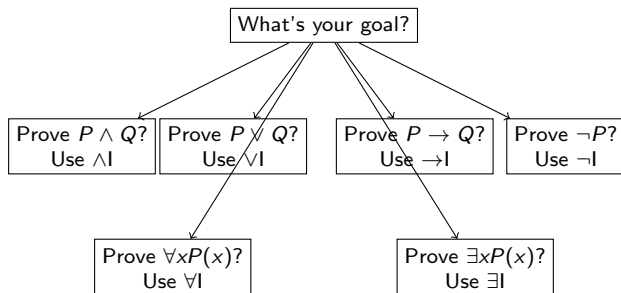 What's your goal?
Prove P ∧ Q?
Use ∧I
Prove P ∨ Q?
Use ∨I
Prove P → Q?
Use →I
Prove ¬P?
Use ¬I
Prove ∀xP(x)?
Use ∀I
Prove ∃xP(x)?
Use ∃I